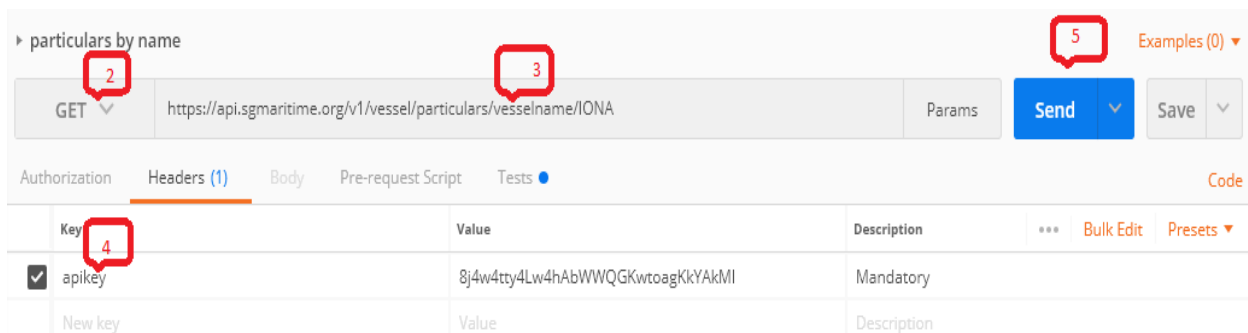 particulars by name
5
Examples (0)
2
3
GET
https://api.sgmaritime.org/v1/vessel/particulars/vesselname/IONA
Params
Send
Save
Authorization Headers (1) Body Pre-request Script Tests Code
Key Value Description ••• Bulk Edit Presets
4
apikey 8j4w4tty4Lw4hAbWWQGKwtoagKkYAkMl Mandatory
New key Value Description